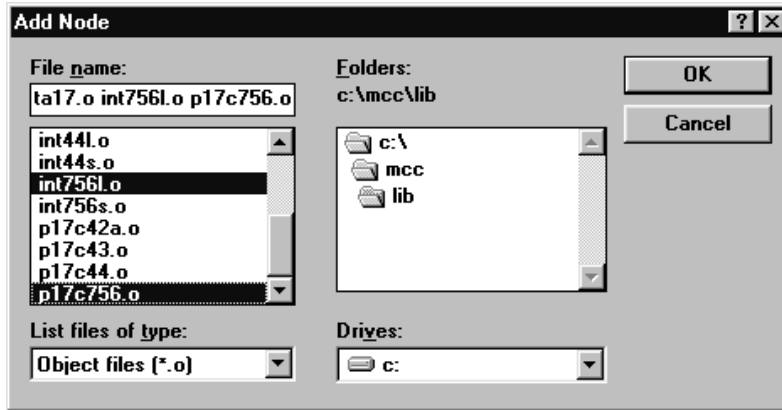 Add Node
File name:
ta17.o int756l.o p17c756.o
int44l.o
int44s.o
int756l.o
int756s.o
p17c42a.o
p17c43.o
p17c44.o
p17c756.o
List files of type:
Object files (*.o)
Folders:
c:\mcc\lib
c:\
mcc
lib
Drives:
c:
OK
Cancel